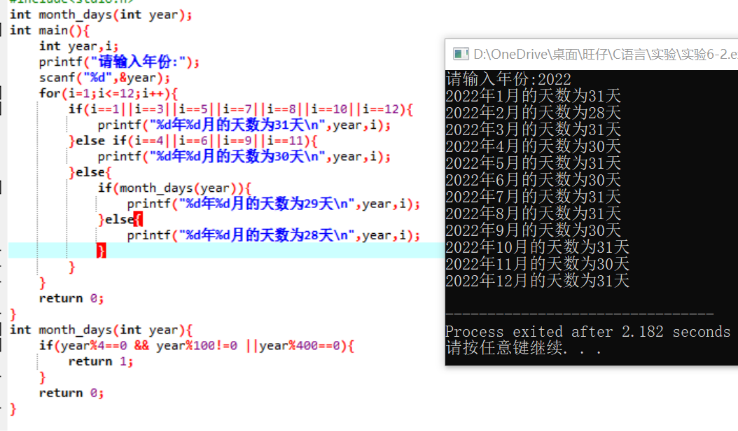 #include<stdio.h>
int month_days(int year);
int main(){
int year,i;
printf("请输入年份:");
scanf("%d",&year);
for(i=1;i<=12;i++){
if(i==1||i==3||i==5||i==7||i==8||i==10||i==12){
printf("%d年%d月的天数为31天\n",year,i);
}else if(i==4||i==6||i==9||i==11){
printf("%d年%d月的天数为30天\n",year,i);
}else{
if(month_days(year)){
printf("%d年%d月的天数为29天\n",year,i);
}else{
printf("%d年%d月的天数为28天\n",year,i);
}
}
}
return 0;
}
int month_days(int year){
if(year%4==0 && year%100!=0 ||year%400==0){
return 1;
}
return 0;
}
D:\OneDrive\桌面\旺仔\C语言\实验\实验6-2.e
请输入年份:2022
2022年1月的天数为31天
2022年2月的天数为28天
2022年3月的天数为31天
2022年4月的天数为30天
2022年5月的天数为31天
2022年6月的天数为30天
2022年7月的天数为31天
2022年8月的天数为31天
2022年9月的天数为30天
2022年10月的天数为31天
2022年11月的天数为30天
2022年12月的天数为31天
--------------------------------
Process exited after 2.182 seconds
请按任意键继续. . .